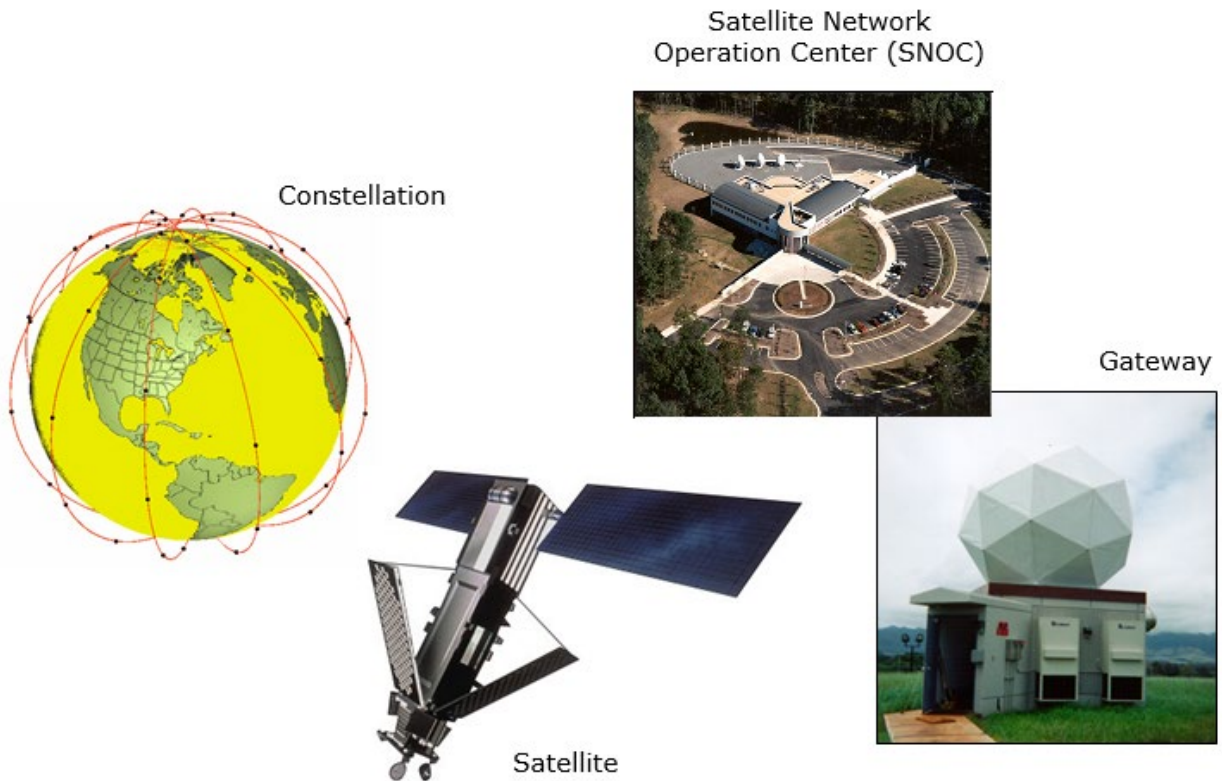 Satellite Network
Operation Center (SNOC)
Constellation
Gateway
Satellite